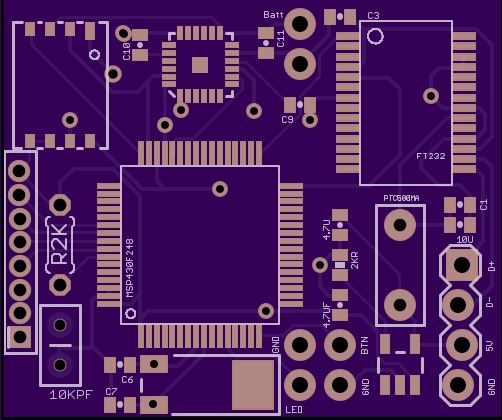 Batt
C3
C10
C11
C9
FT232
PTC500MA
C1
10U
R2K
MSP430F248
4.7U
2KR
4.7UF
D+
D-
5V
GND
GND
BTN
GND
10KPF
C6
C7
LED